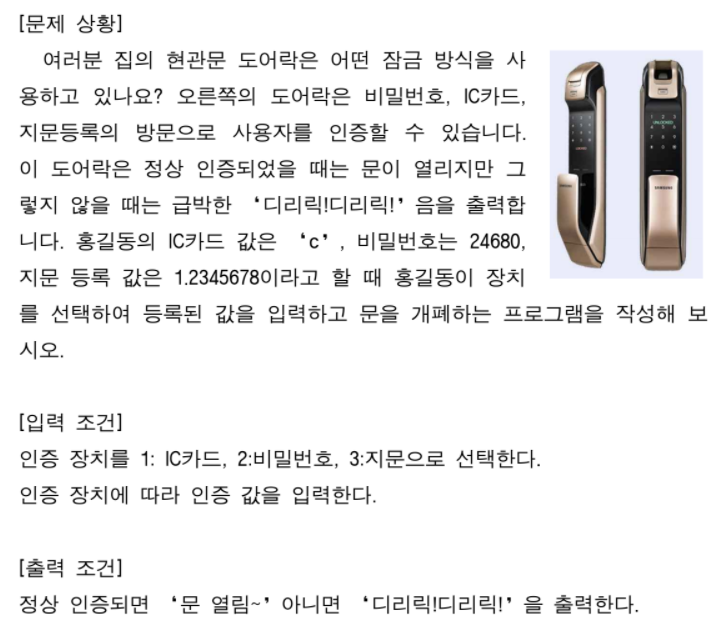 [문제 상황]
여러분 집의 현관문 도어락은 어떤 잠금 방식을 사
용하고 있나요? 오른쪽의 도어락은 비밀번호, IC카드,
지문등록의 방문으로 사용자를 인증할 수 있습니다.
이 도어락은 정상 인증되었을 때는 문이 열리지만 그
렇지 않을 때는 급박한 ‘디리릭!디리릭!’음을 출력합
니다. 홍길동의 IC카드 값은 ‘c’, 비밀번호는 24680,
지문 등록 값은 1.2345678이라고 할 때 홍길동이 장치
를 선택하여 등록된 값을 입력하고 문을 개폐하는 프로그램을 작성해 보
시오.
[입력 조건]
인증 장치를 1: IC카드, 2:비밀번호, 3:지문으로 선택한다.
인증 장치에 따라 인증 값을 입력한다.
[출력 조건]
정상 인증되면 ‘문 열림~’아니면 ‘디리릭!디리릭!’을 출력한다.